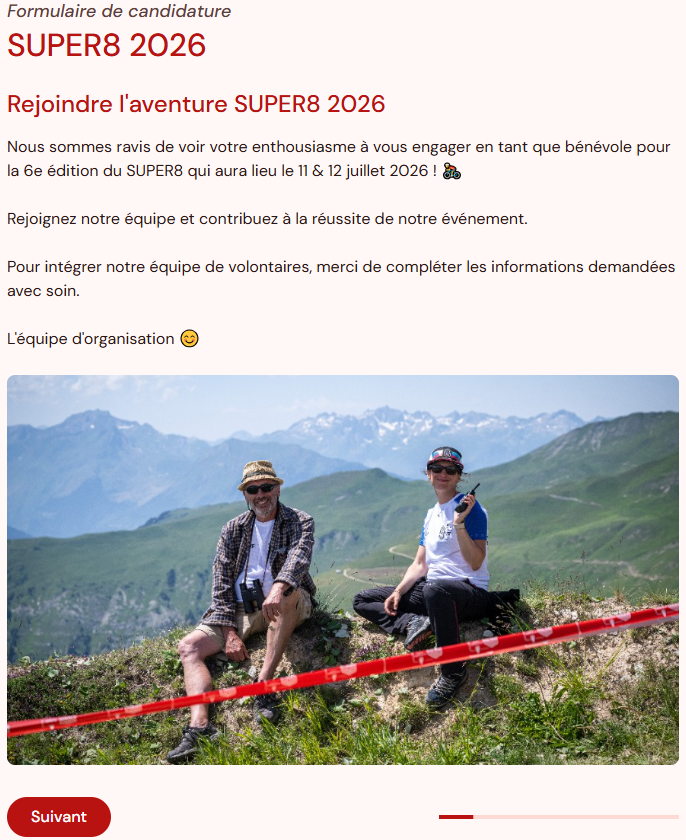 Formulaire de candidature
SUPER8 2026
Rejoindre l'aventure SUPER8 2026
Nous sommes ravis de voir votre enthousiasme à vous engager en tant que bénévole pour
la 6e édition du SUPER8 qui aura lieu le 11 & 12 juillet 2026 ! 🚵
Rejoignez notre équipe et contribuez à la réussite de notre événement.
Pour intégrer notre équipe de volontaires, merci de compléter les informations demandées
avec soin.
L'équipe d'organisation 😊
Suivant